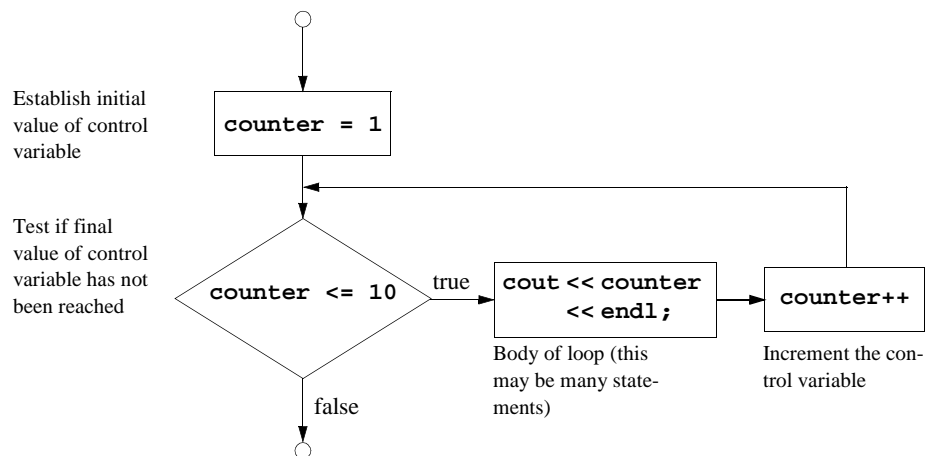 Establish initial
value of control
variable
counter = 1
Test if final
value of control
variable has not
been reached
counter <= 10
true
cout << counter
<< endl;
counter++
Body of loop (this
may be many state-
ments)
Increment the con-
trol variable
false